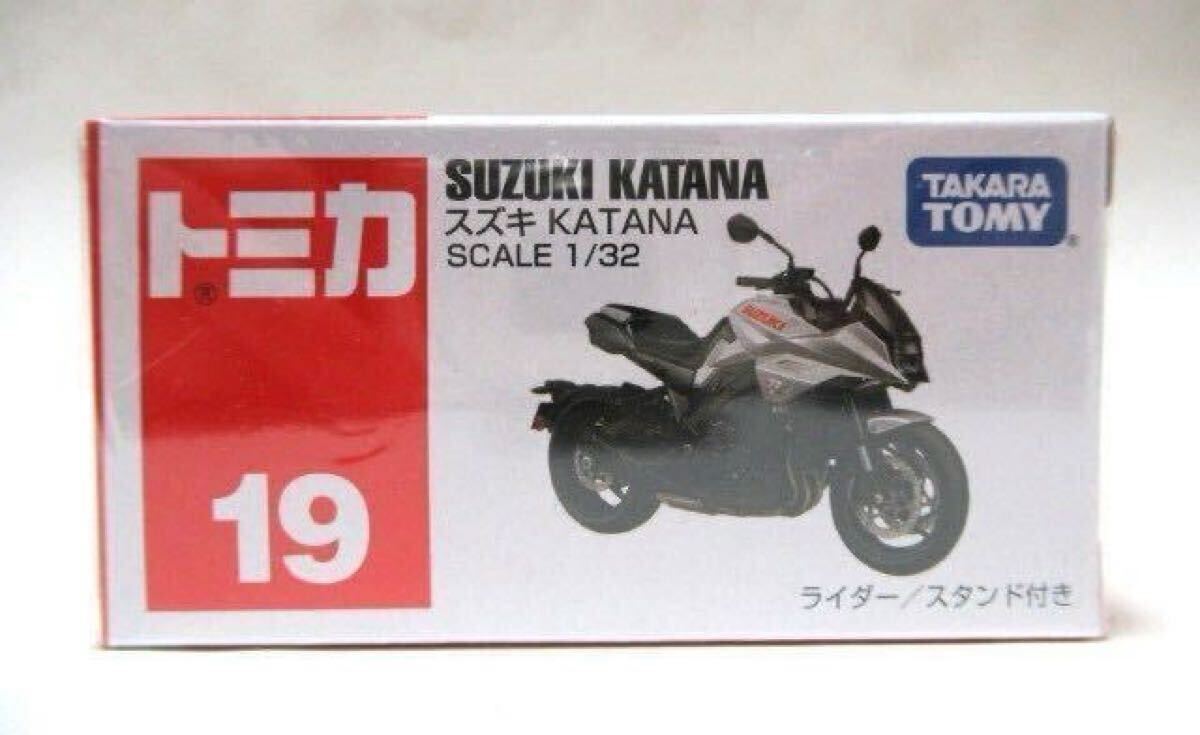 トミカ
®
19
SUZUKI KATANA
スズキ KATANA
SCALE 1/32
TAKARA
TOMY
®
SUZUKI
ライダー/スタンド付き